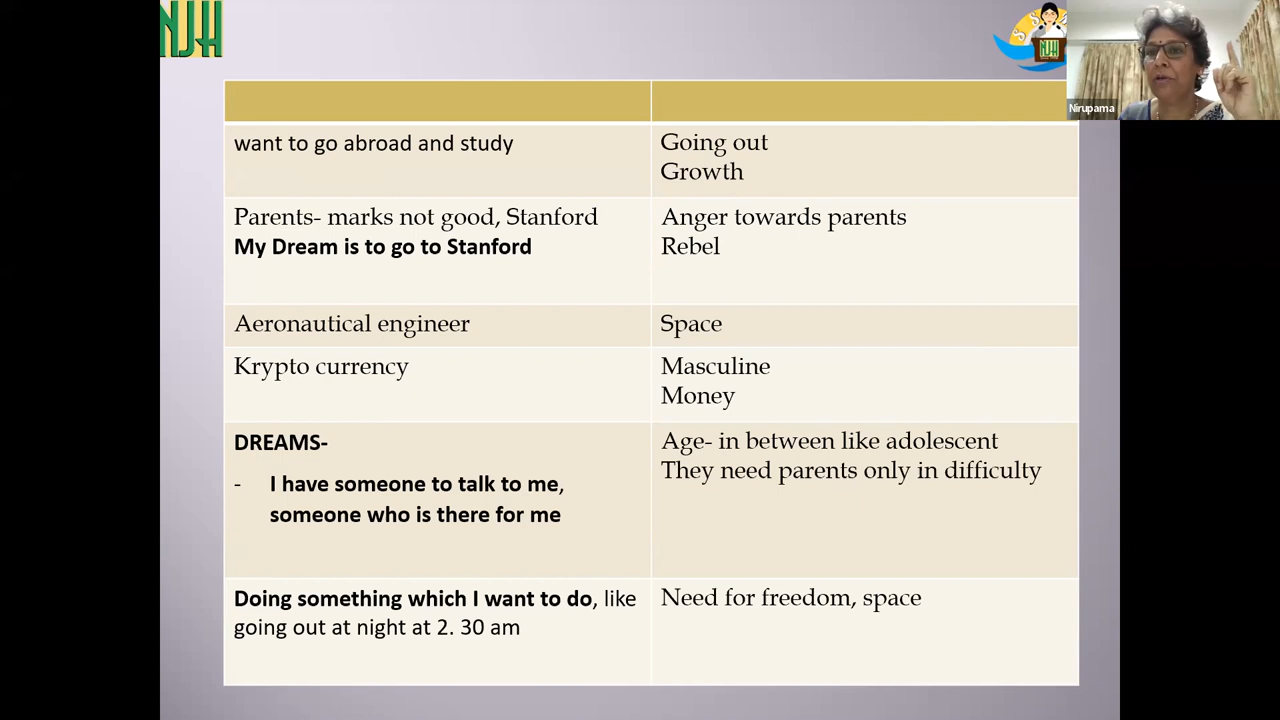 NJH
S S
NJH
Nirupama
want to go abroad and study
Going out
Growth
Parents- marks not good, Stanford
My Dream is to go to Stanford
Anger towards parents
Rebel
Aeronautical engineer
Space
Krypto currency
Masculine
Money
DREAMS-
- I have someone to talk to me,
someone who is there for me
Age- in between like adolescent
They need parents only in difficulty
Doing something which I want to do, like
going out at night at 2. 30 am
Need for freedom, space